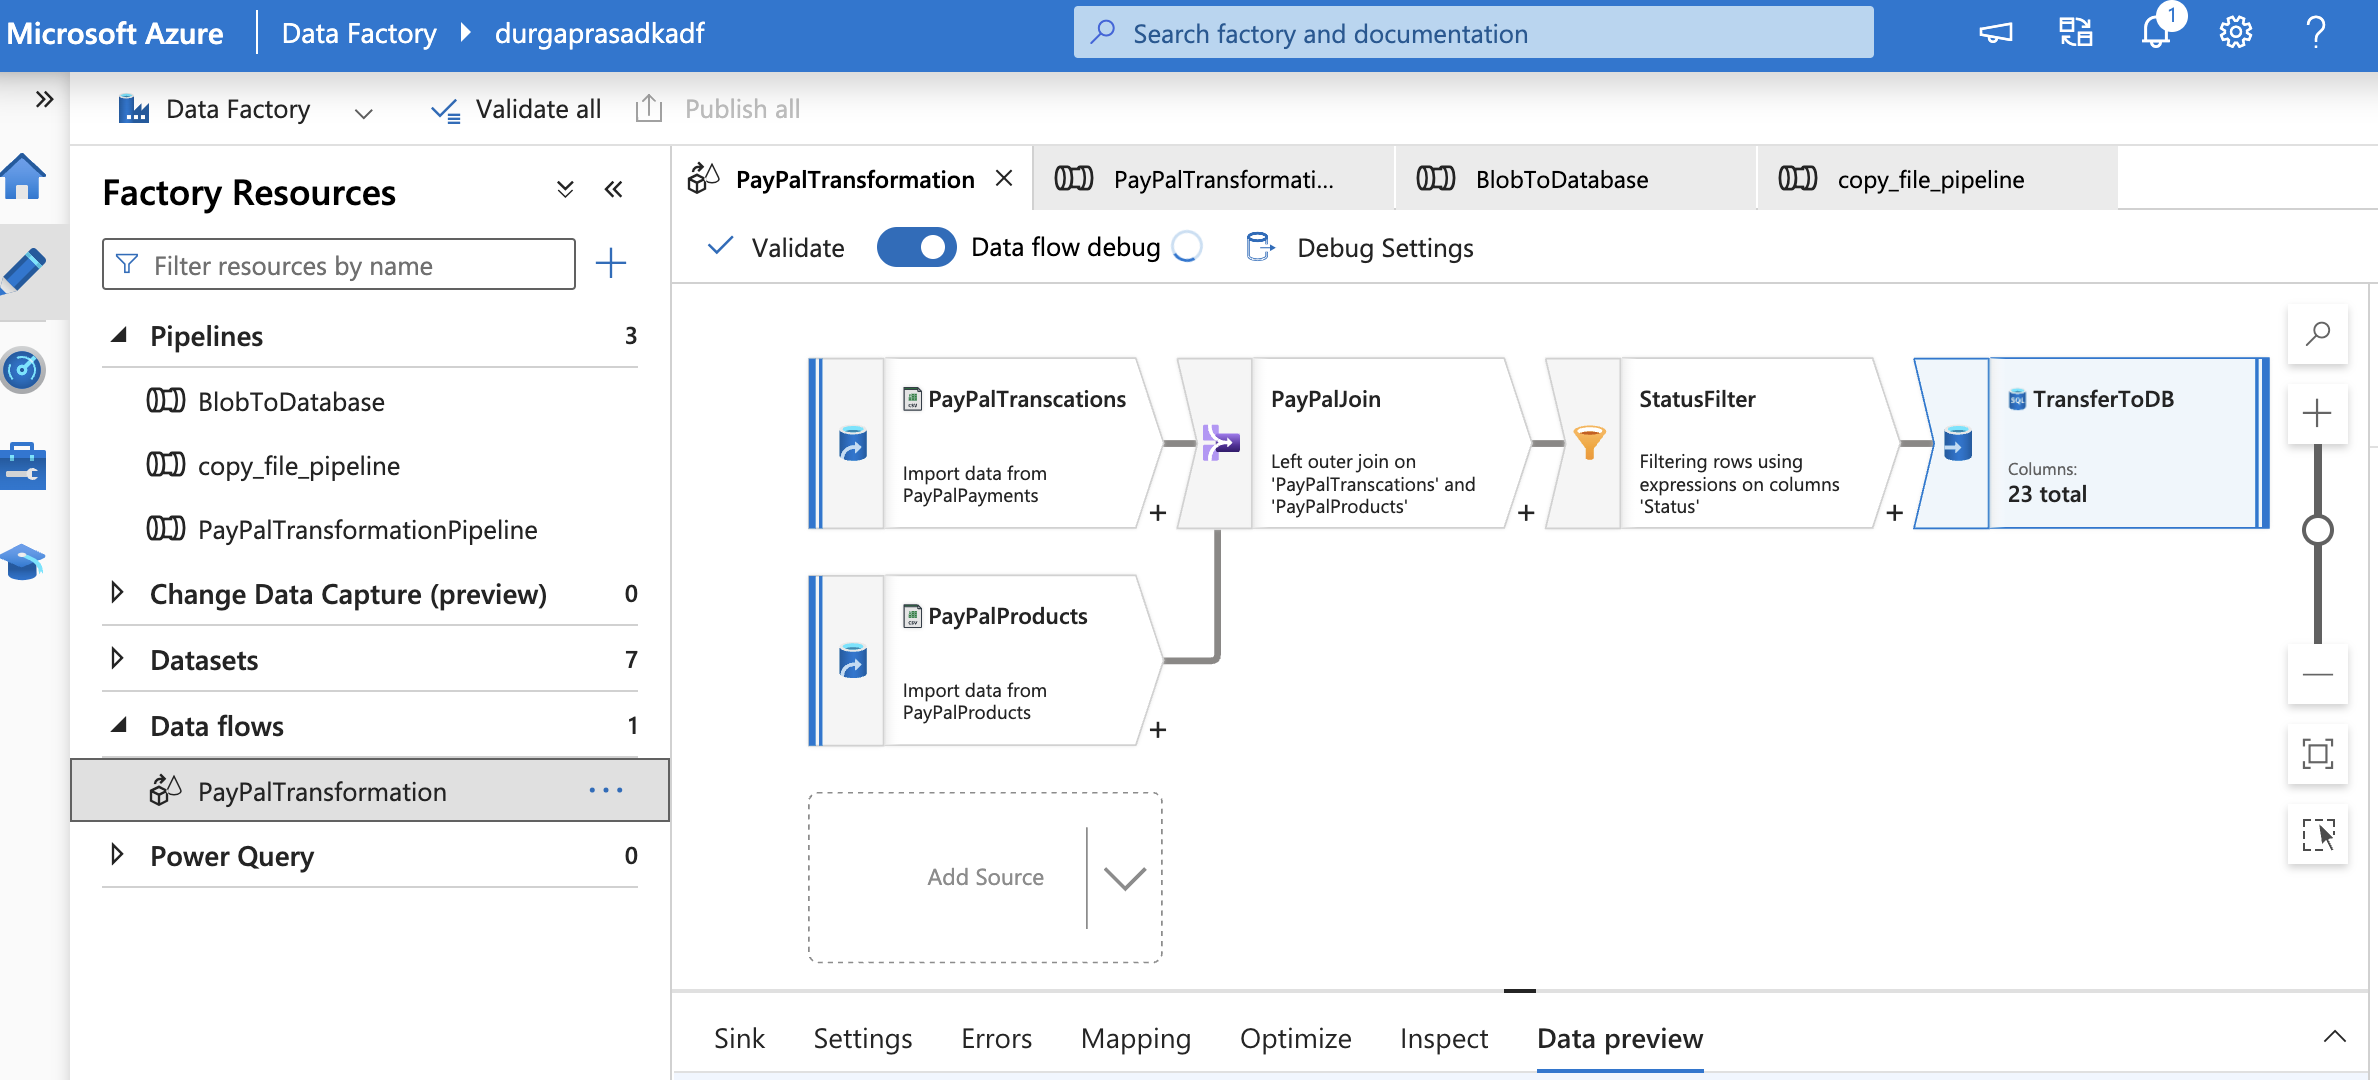 Microsoft Azure
Data Factory
durgaprasadkadf
Search factory and documentation
1
Data Factory
Validate all
Publish all
Factory Resources
Filter resources by name
Pipelines 3
BlobToDatabase
copy_file_pipeline
PayPalTransformationPipeline
Change Data Capture (preview) 0
Datasets 7
Data flows 1
PayPalTransformation
Power Query 0
PayPalTransformation
PayPalTransformati...
BlobToDatabase
copy_file_pipeline
Validate
Data flow debug
Debug Settings
PayPalTranscations
Import data from
PayPalPayments
PayPalJoin
Left outer join on
'PayPalTranscations' and
'PayPalProducts'
StatusFilter
Filtering rows using
expressions on columns
'Status'
SQL
TransferToDB
Columns:
23 total
PayPalProducts
Import data from
PayPalProducts
Add Source
Sink
Settings
Errors
Mapping
Optimize
Inspect
Data preview